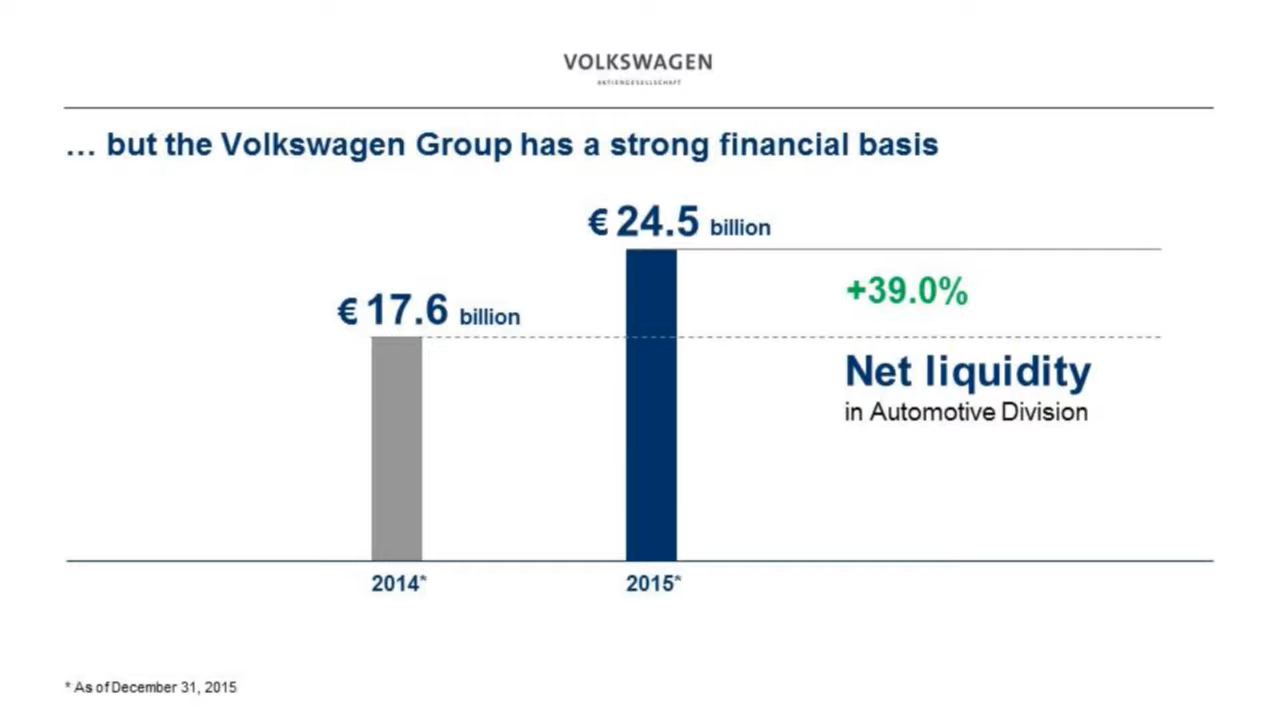 VOLKSWAGEN
AKTIENGESELLSCHAFT
… but the Volkswagen Group has a strong financial basis
€ 24.5 billion
+39.0%
€ 17.6 billion
Net liquidity
in Automotive Division
2014*
2015*
* As of December 31, 2015